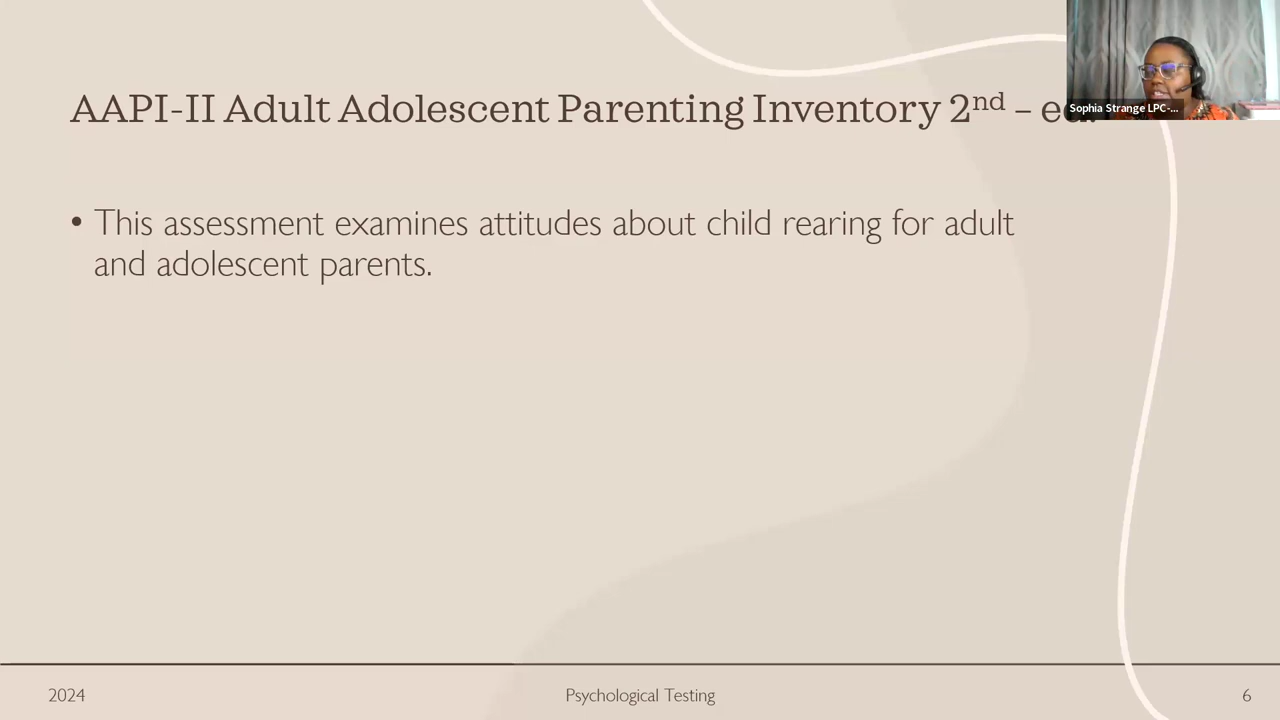 AAPI-II Adult Adolescent Parenting Inventory 2nd – ed.
Sophia Strange LPC-...
• This assessment examines attitudes about child rearing for adult
and adolescent parents.
2024
Psychological Testing
6